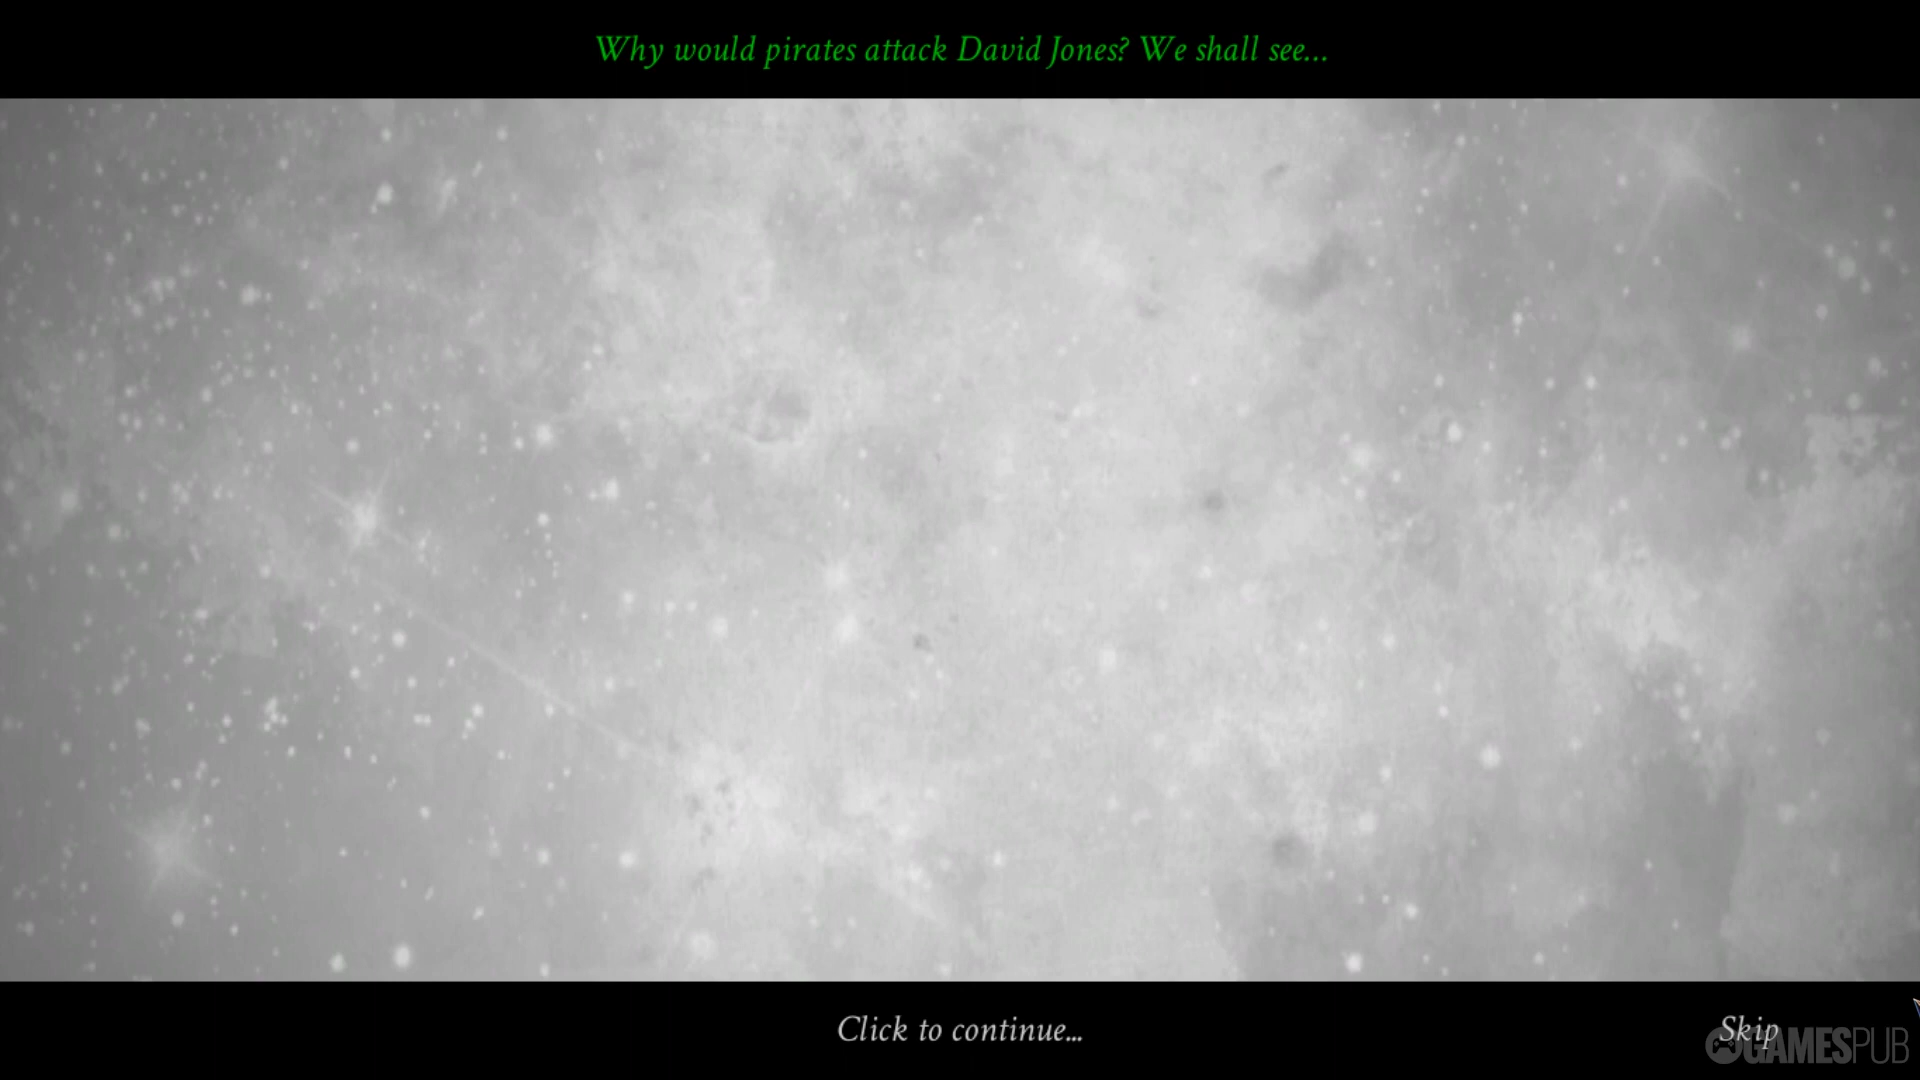 Why would pirates attack David Jones? We shall see...
Click to continue...
Skip
GAMESPUB